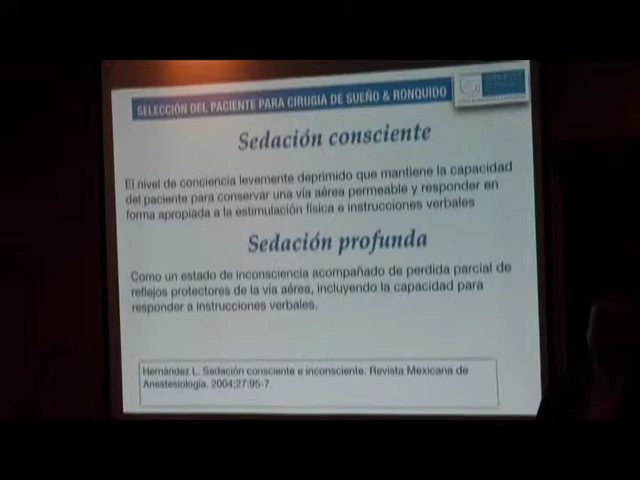 SELECCIÓN DEL PACIENTE PARA CIRUGIA DE SUEÑO & RONQUIDO
Sedación consciente
El nivel de conciencia levemente deprimido que mantiene la capacidad
del paciente para conservar una vía aérea permeable y responder en
forma apropiada a la estimulación física e instrucciones verbales
Sedación profunda
Como un estado de inconsciencia acompañado de perdida parcial de
reflejos protectores de la vía aérea, incluyendo la capacidad para
responder a instrucciones verbales.
Hernández L. Sedación consciente e inconsciente. Revista Mexicana de
Anestesiología. 2004;27:95-7.